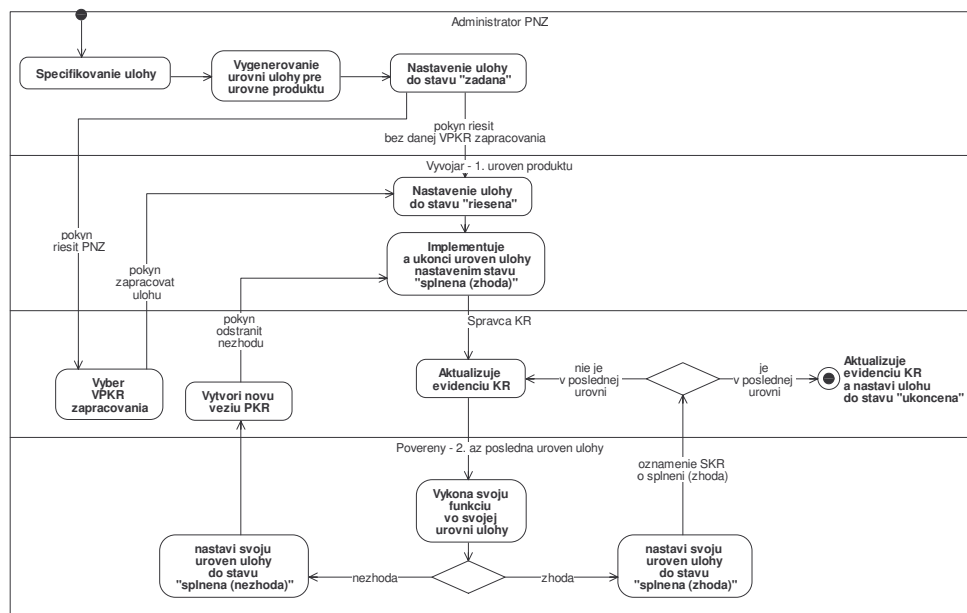 Administrator PNZ
Specifikovanie ulohy
Vygenerovanie
urovni ulohy pre
urovne produktu
Nastavenie ulohy
do stavu "zadana"
pokyn riesit
bez danej VPKR zapracovania
Vyvojar - 1. uroven produktu
Nastavenie ulohy
do stavu "riesena"
pokyn
riesit PNZ
pokyn
zapracovat
ulohu
Implementuje
a ukonci uroven ulohy
nastavenim stavu
"splnena (zhoda)"
pokyn
odstranit
nezhodu
Spravca KR
Vyber
VPKR
zapracovania
Vytvori novu
veziu PKR
Aktualizuje
evidenciu KR
nie je
v poslednej
urovni
je
v poslednej
urovni
Aktualizuje
evidenciu KR
a nastavi ulohu
do stavu "ukoncena"
Povereny - 2. az posledna uroven ulohy
oznamenie SKR
o splneni (zhoda)
Vykona svoju
funkciu
vo svojej
urovni ulohy
nastavi svoju
uroven ulohy
do stavu
"splnena (nezhoda)"
nezhoda
zhoda
nastavi svoju
uroven ulohy
do stavu
"splnena (zhoda)"